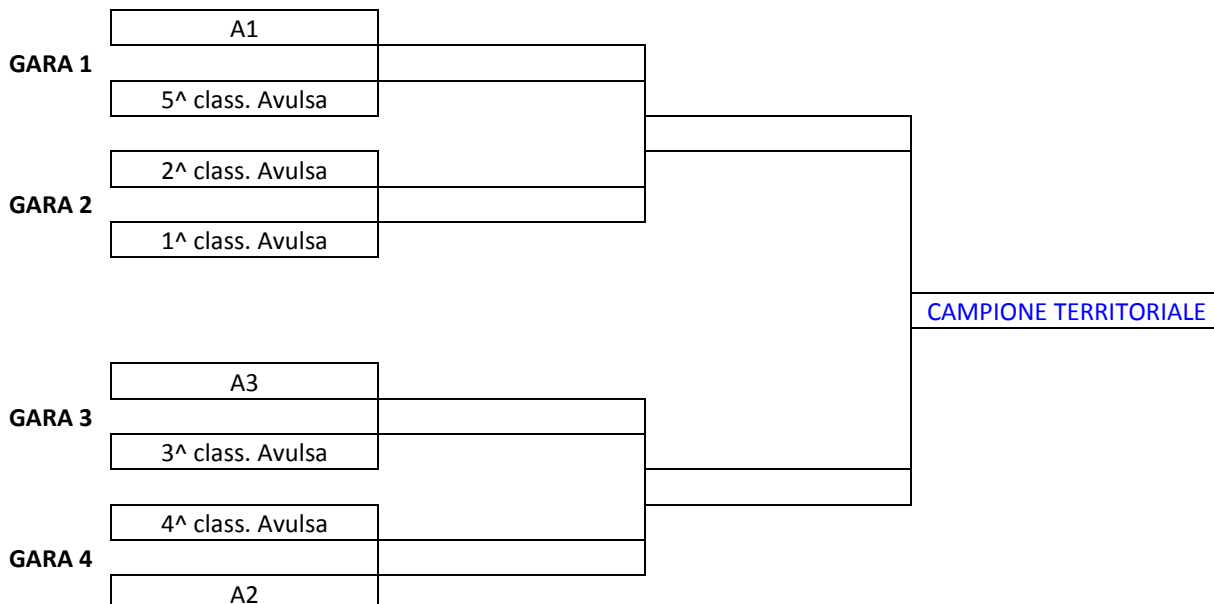 A1
GARA 1
5^ class. Avulsa
2^ class. Avulsa
GARA 2
1^ class. Avulsa
CAMPIONE TERRITORIALE
A3
GARA 3
3^ class. Avulsa
4^ class. Avulsa
GARA 4
A2